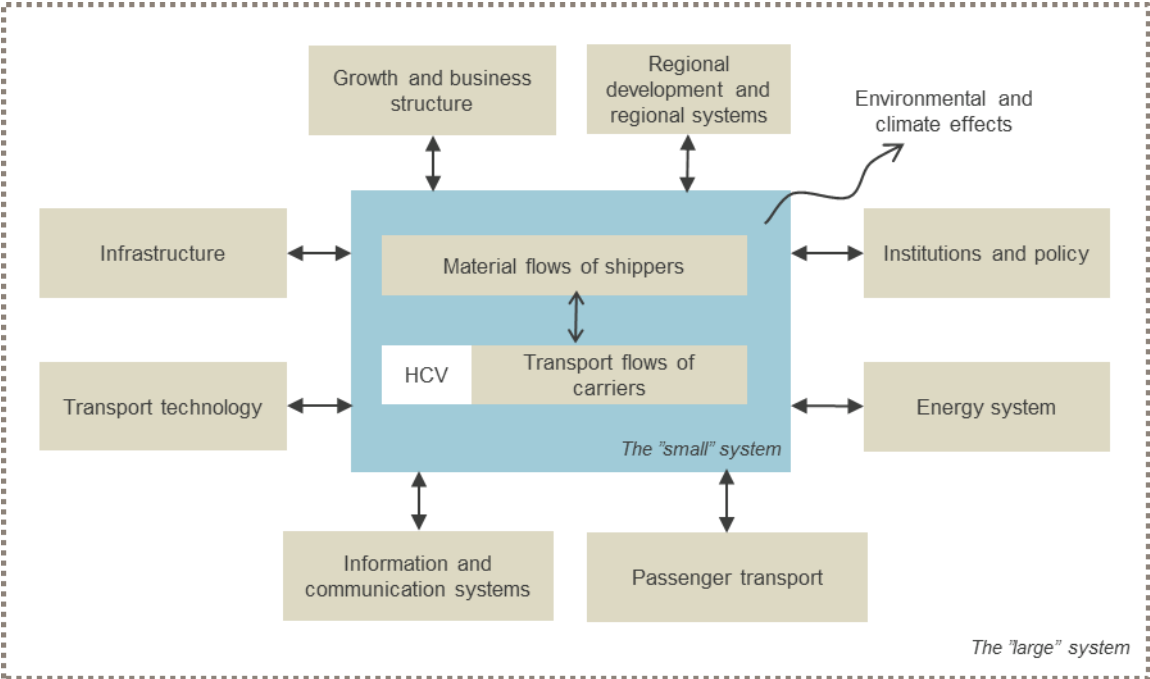 Growth and business
structure
Regional
development and
regional systems
Environmental and
climate effects
Infrastructure
Material flows of shippers
Institutions and policy
HCV
Transport flows of
carriers
Transport technology
Energy system
The ”small” system
Information and
communication systems
Passenger transport
The ”large” system